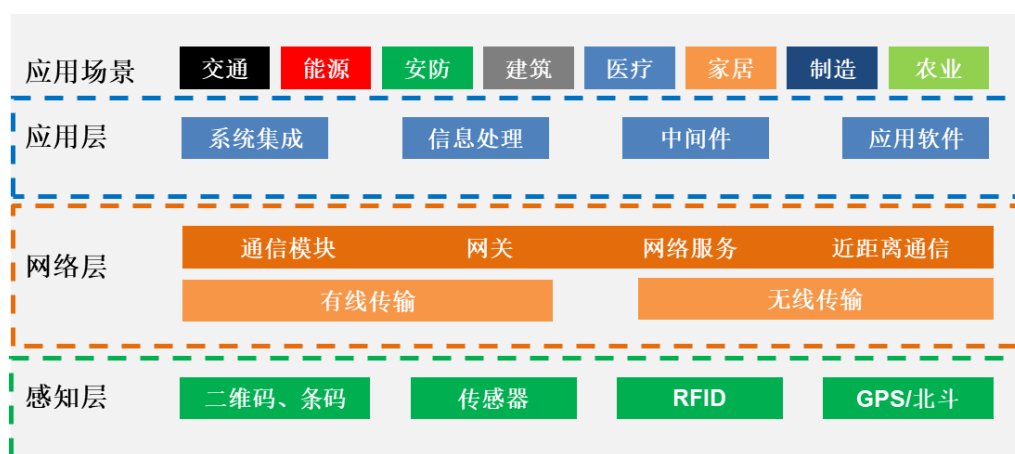 应用场景 交通 能源 安防 建筑 医疗 家居 制造 农业
应用层 系统集成 信息处理 中间件 应用软件
网络层
通信模块 网关 网络服务 近距离通信
有线传输 无线传输
感知层 二维码、条码 传感器 RFID GPS/北斗